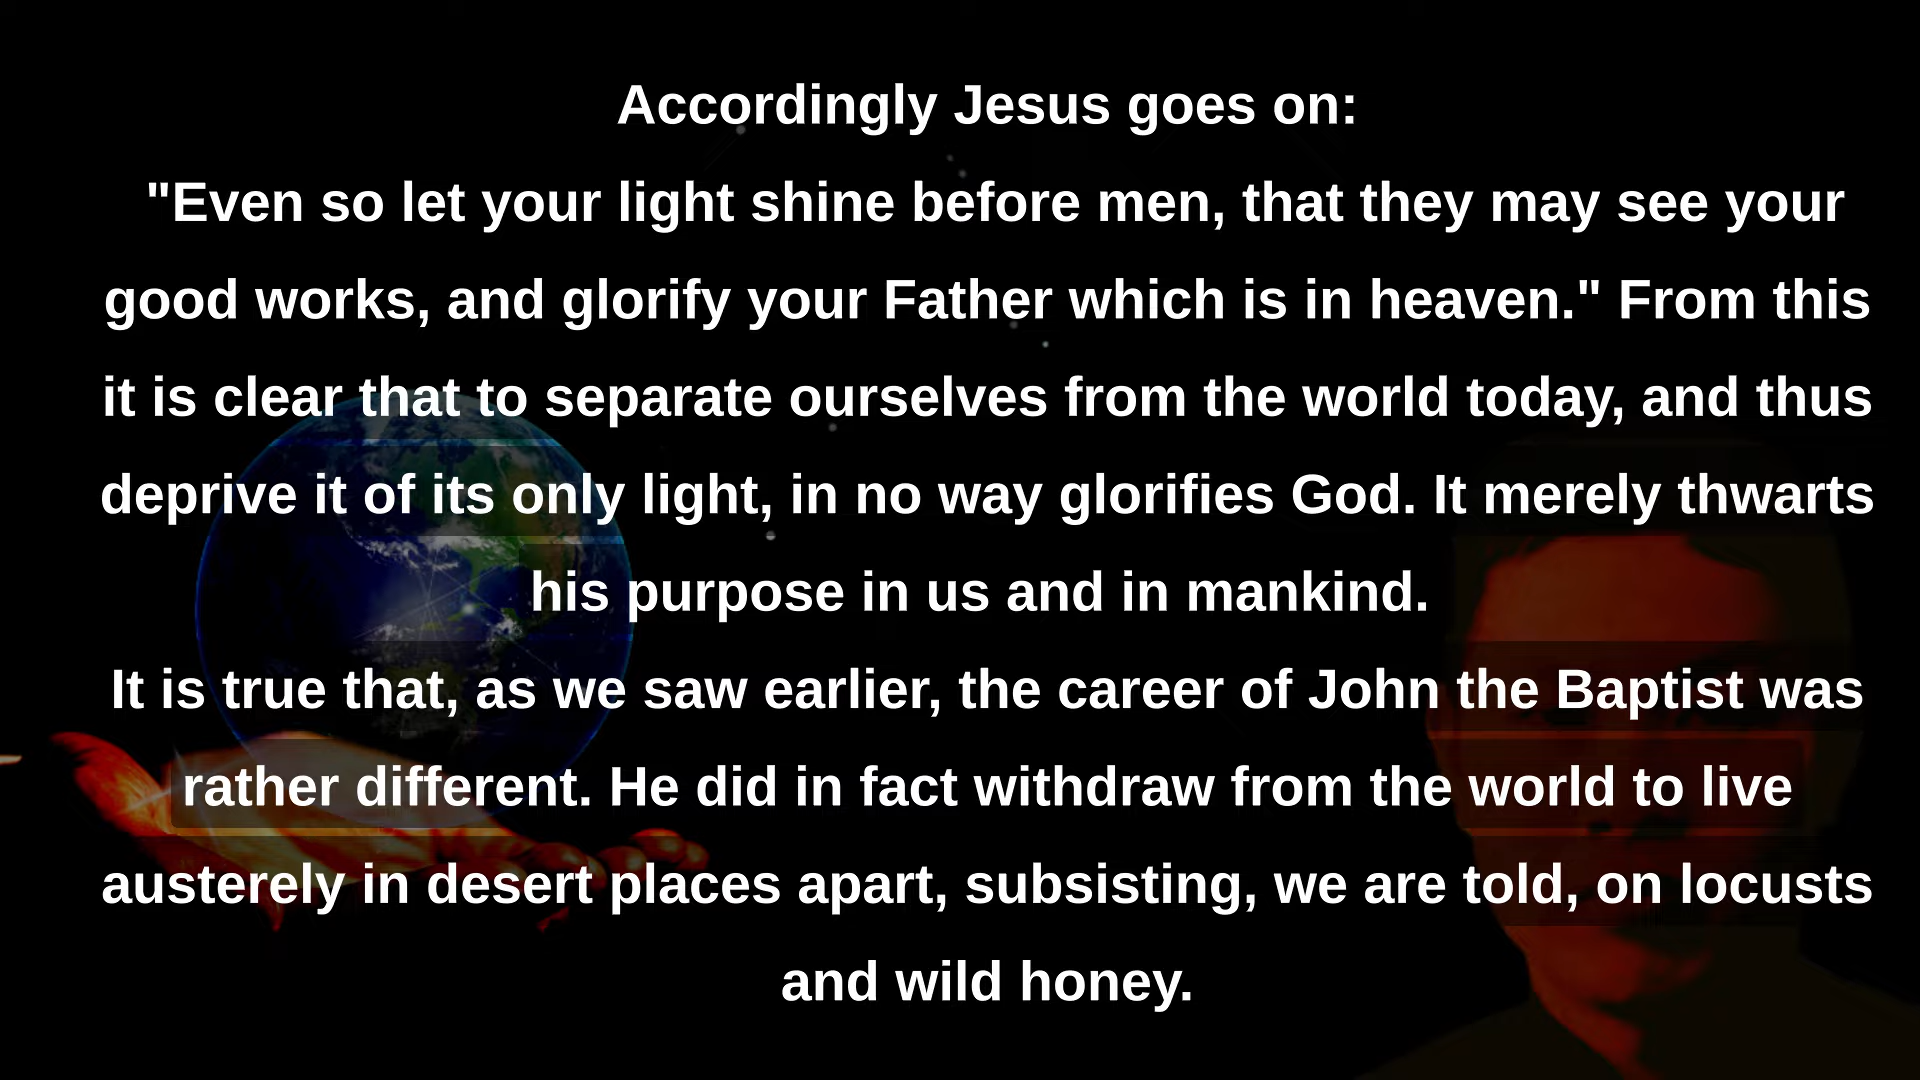 Accordingly Jesus goes on:
"Even so let your light shine before men, that they may see your
good works, and glorify your Father which is in heaven." From this
it is clear that to separate ourselves from the world today, and thus
deprive it of its only light, in no way glorifies God. It merely thwarts
his purpose in us and in mankind.
It is true that, as we saw earlier, the career of John the Baptist was
rather different. He did in fact withdraw from the world to live
austerely in desert places apart, subsisting, we are told, on locusts
and wild honey.